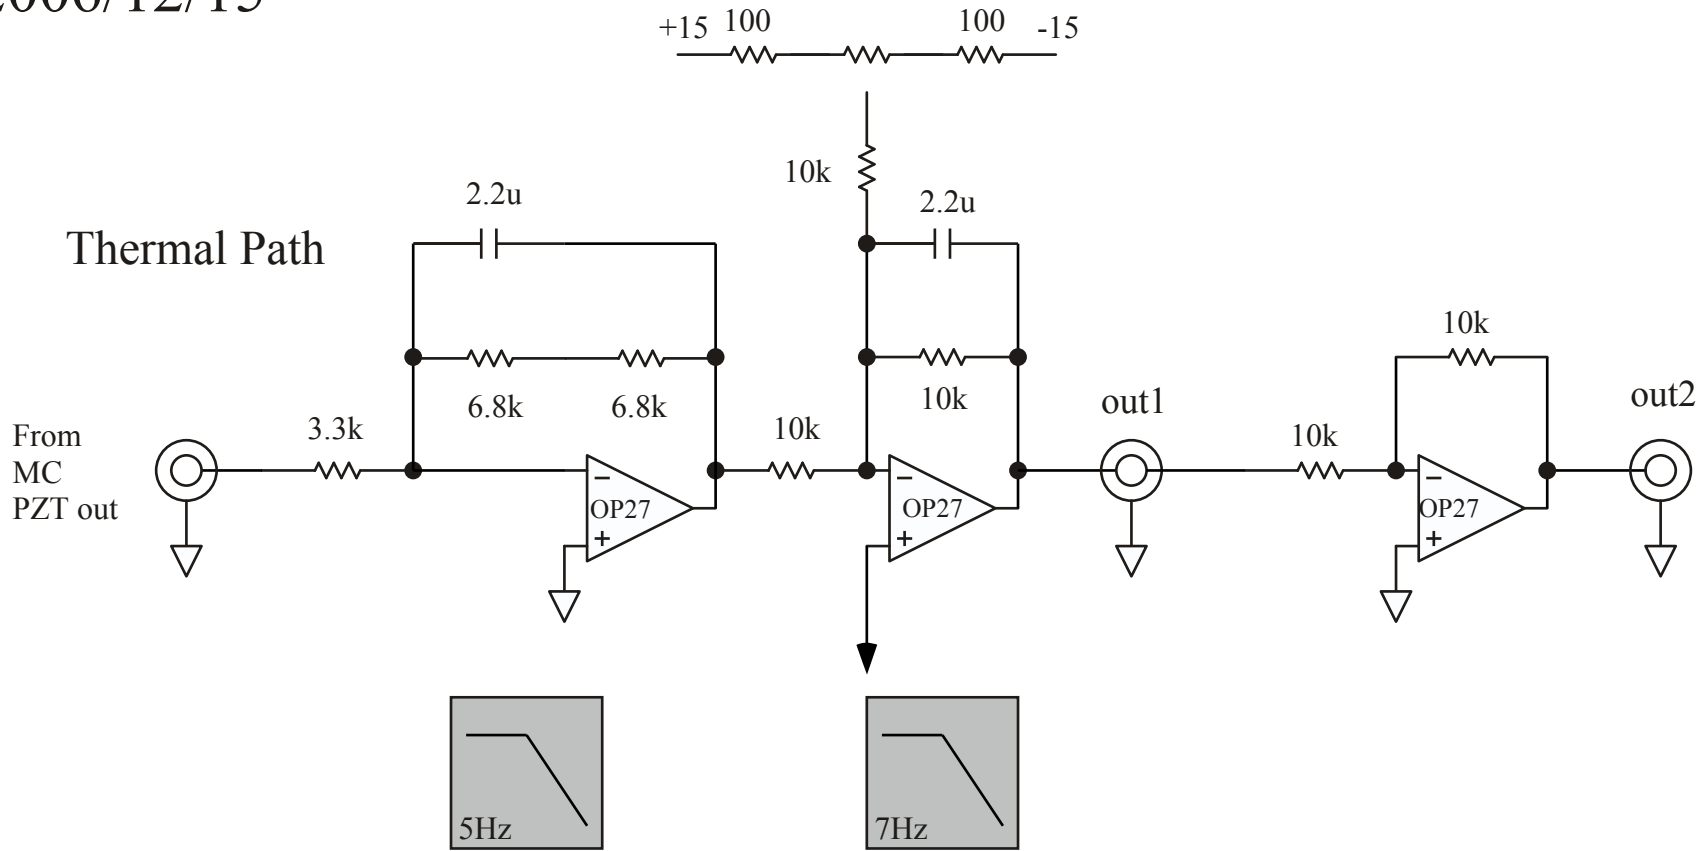 +15 100 100 -15
10k
2.2u
2.2u
Thermal Path
10k
6.8k 6.8k
10k
out1
out2
From
MC
PZT out
3.3k
10k
10k
−
OP27
+
−
OP27
+
−
OP27
+
5Hz
7Hz